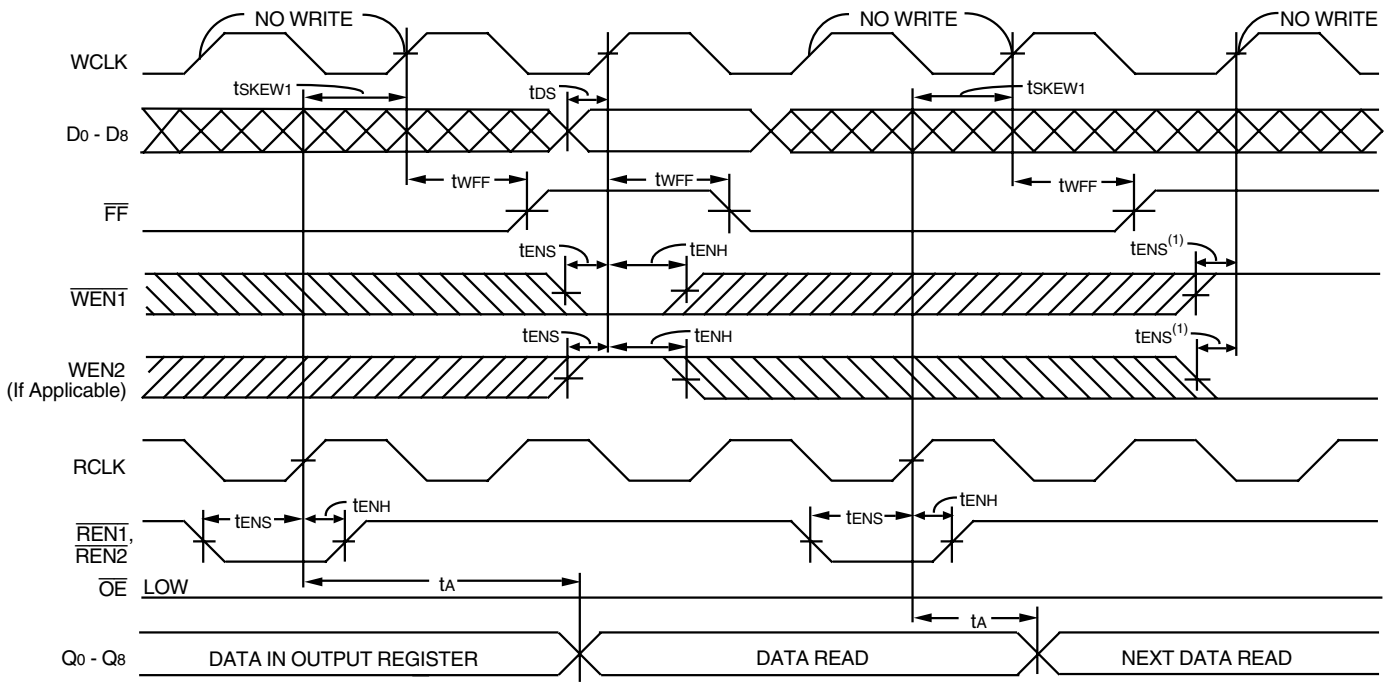 NO WRITE NO WRITE NO WRITE
WCLK
tSKEW1 tDS tSKEW1
D0 - D8
tWFF tWFF tWFF
FF
tENS tENH tENS(1)
WEN1
tENS tENH tENS(1)
WEN2
(If Applicable)
RCLK
tENS tENH tENS tENH
REN1,
REN2
tA
OE LOW
tA
Q0 - Q8 DATA IN OUTPUT REGISTER DATA READ NEXT DATA READ